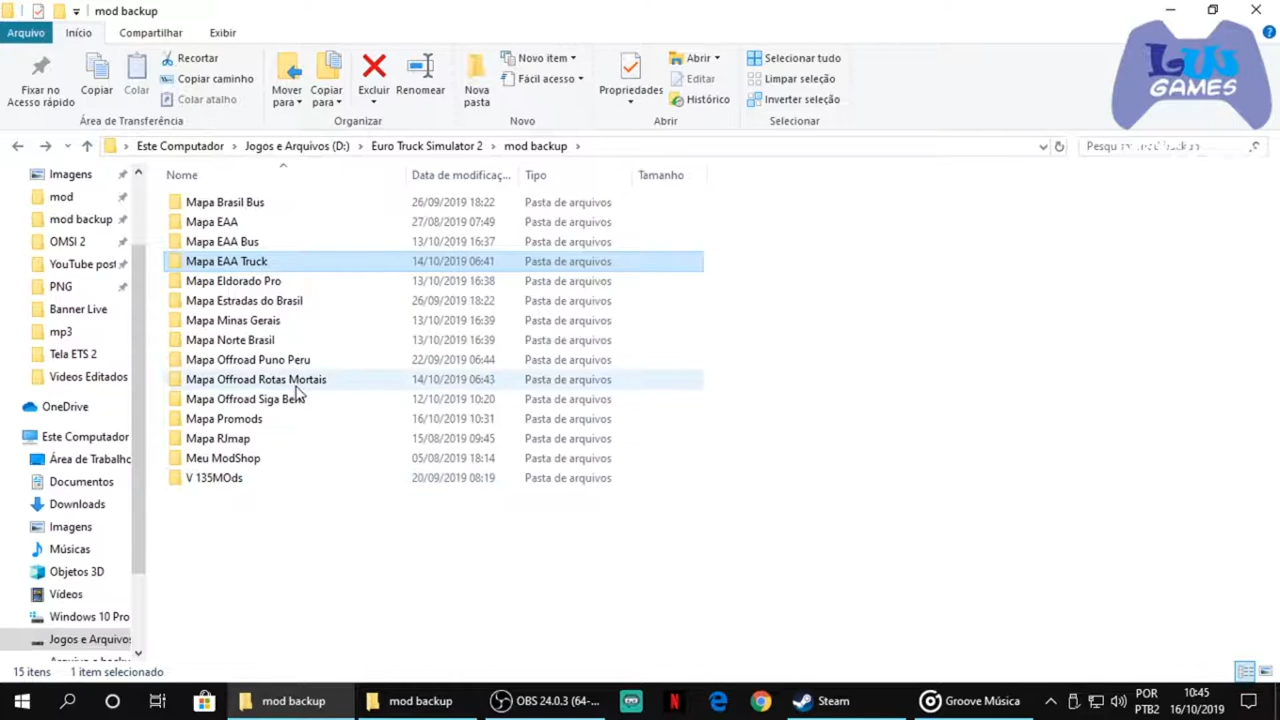 mod backup
Arquivo Início Compartilhar Exibir
Fixar no Acesso rápido
Copiar
Colar
Recortar
Copiar caminho
Colar atalho
Área de Transferência
Mover para
Copiar para
Excluir
Renomear
Organizar
Nova pasta
Novo item
Fácil acesso
Novo
Propriedades
Abrir
Editar
Histórico
Abrir
Selecionar tudo
Limpar seleção
Inverter seleção
Selecionar
LTN
GAMES
Este Computador > Jogos e Arquivos (D:) > Euro Truck Simulator 2 > mod backup >
Imagens
mod
mod backup
OMSI 2
YouTube post
PNG
Banner Live
mp3
Tela ETS 2
Videos Editados
OneDrive
Este Computador
Área de Trabalho
Documentos
Downloads
Imagens
Músicas
Objetos 3D
Vídeos
Windows 10 Pro
Jogos e Arquivos
Nome Data de modificaç... Tipo Tamanho
Mapa Brasil Bus 26/09/2019 18:22 Pasta de arquivos
Mapa EAA 27/08/2019 07:49 Pasta de arquivos
Mapa EAA Bus 13/10/2019 16:37 Pasta de arquivos
Mapa EAA Truck 14/10/2019 06:41 Pasta de arquivos
Mapa Eldorado Pro 13/10/2019 16:38 Pasta de arquivos
Mapa Estradas do Brasil 26/09/2019 18:22 Pasta de arquivos
Mapa Minas Gerais 13/10/2019 16:39 Pasta de arquivos
Mapa Norte Brasil 13/10/2019 16:39 Pasta de arquivos
Mapa Offroad Puno Peru 22/09/2019 06:44 Pasta de arquivos
Mapa Offroad Rotas Mortais 14/10/2019 06:43 Pasta de arquivos
Mapa Offroad Siga Bem 12/10/2019 10:20 Pasta de arquivos
Mapa Promods 16/10/2019 10:31 Pasta de arquivos
Mapa RJmap 15/08/2019 09:45 Pasta de arquivos
Meu ModShop 05/08/2019 18:14 Pasta de arquivos
V 135MOds 20/09/2019 08:19 Pasta de arquivos
15 itens 1 item selecionado
mod backup
mod backup
OBS 24.0.3 (64-...
Steam
Groove Música
POR
PTB2
10:45
16/10/2019